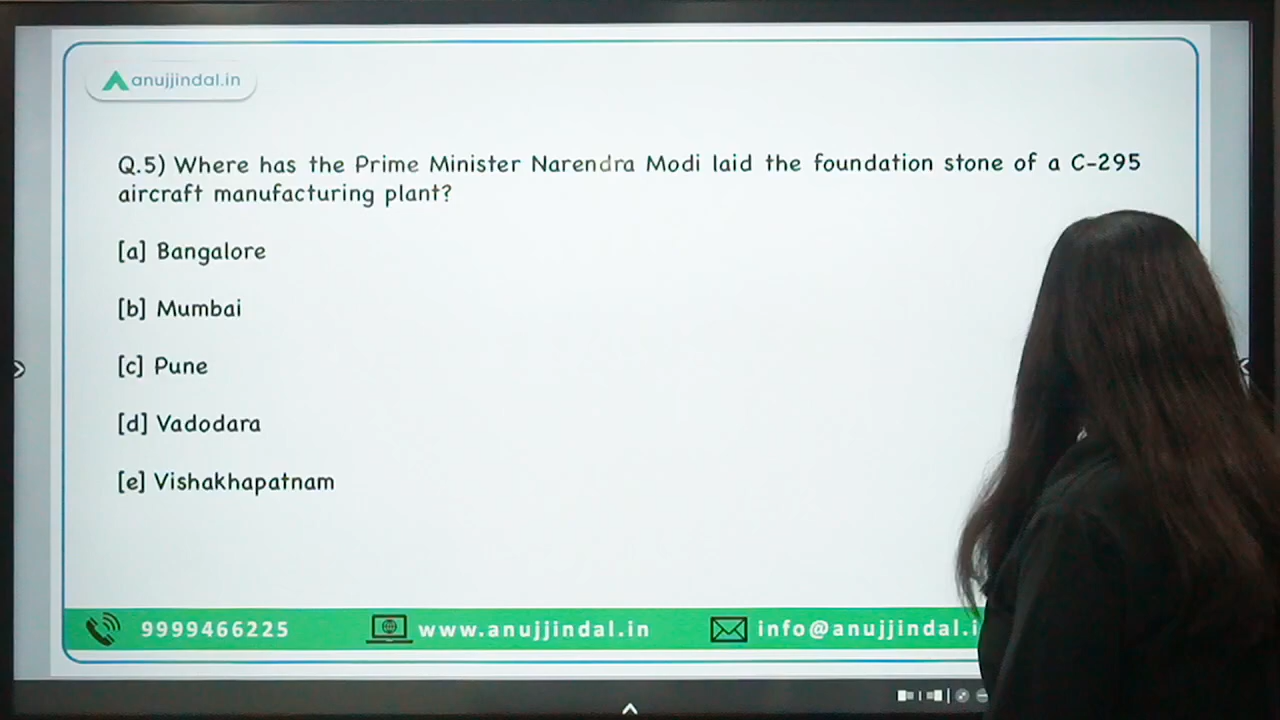 anujjindal.in
Q.5) Where has the Prime Minister Narendra Modi laid the foundation stone of a C-295
aircraft manufacturing plant?
[a] Bangalore
[b] Mumbai
[c] Pune
[d] Vadodara
[e] Vishakhapatnam
9999466225 www.anujjindal.in info@anujjindal.i